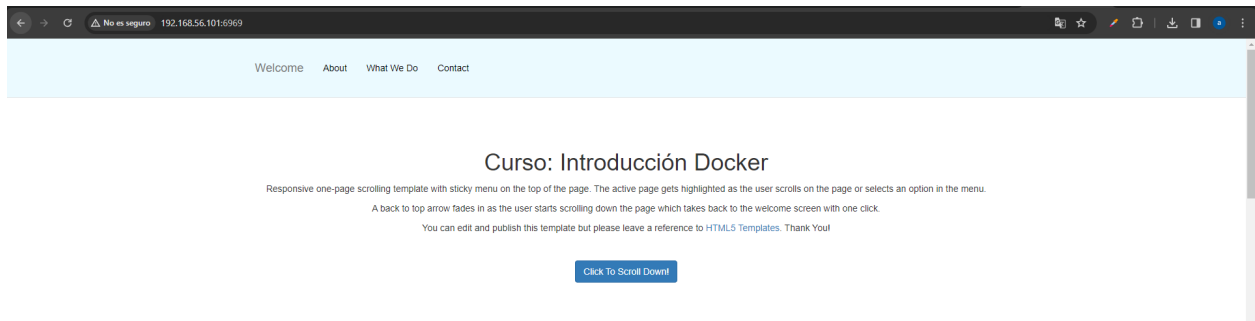 No es seguro 192.168.56.101:6969
a
Welcome About What We Do Contact
Curso: Introducción Docker
Responsive one-page scrolling template with sticky menu on the top of the page. The active page gets highlighted as the user scrolls on the page or selects an option in the menu.
A back to top arrow fades in as the user starts scrolling down the page which takes back to the welcome screen with one click.
You can edit and publish this template but please leave a reference to HTML5 Templates. Thank You!
Click To Scroll Down!